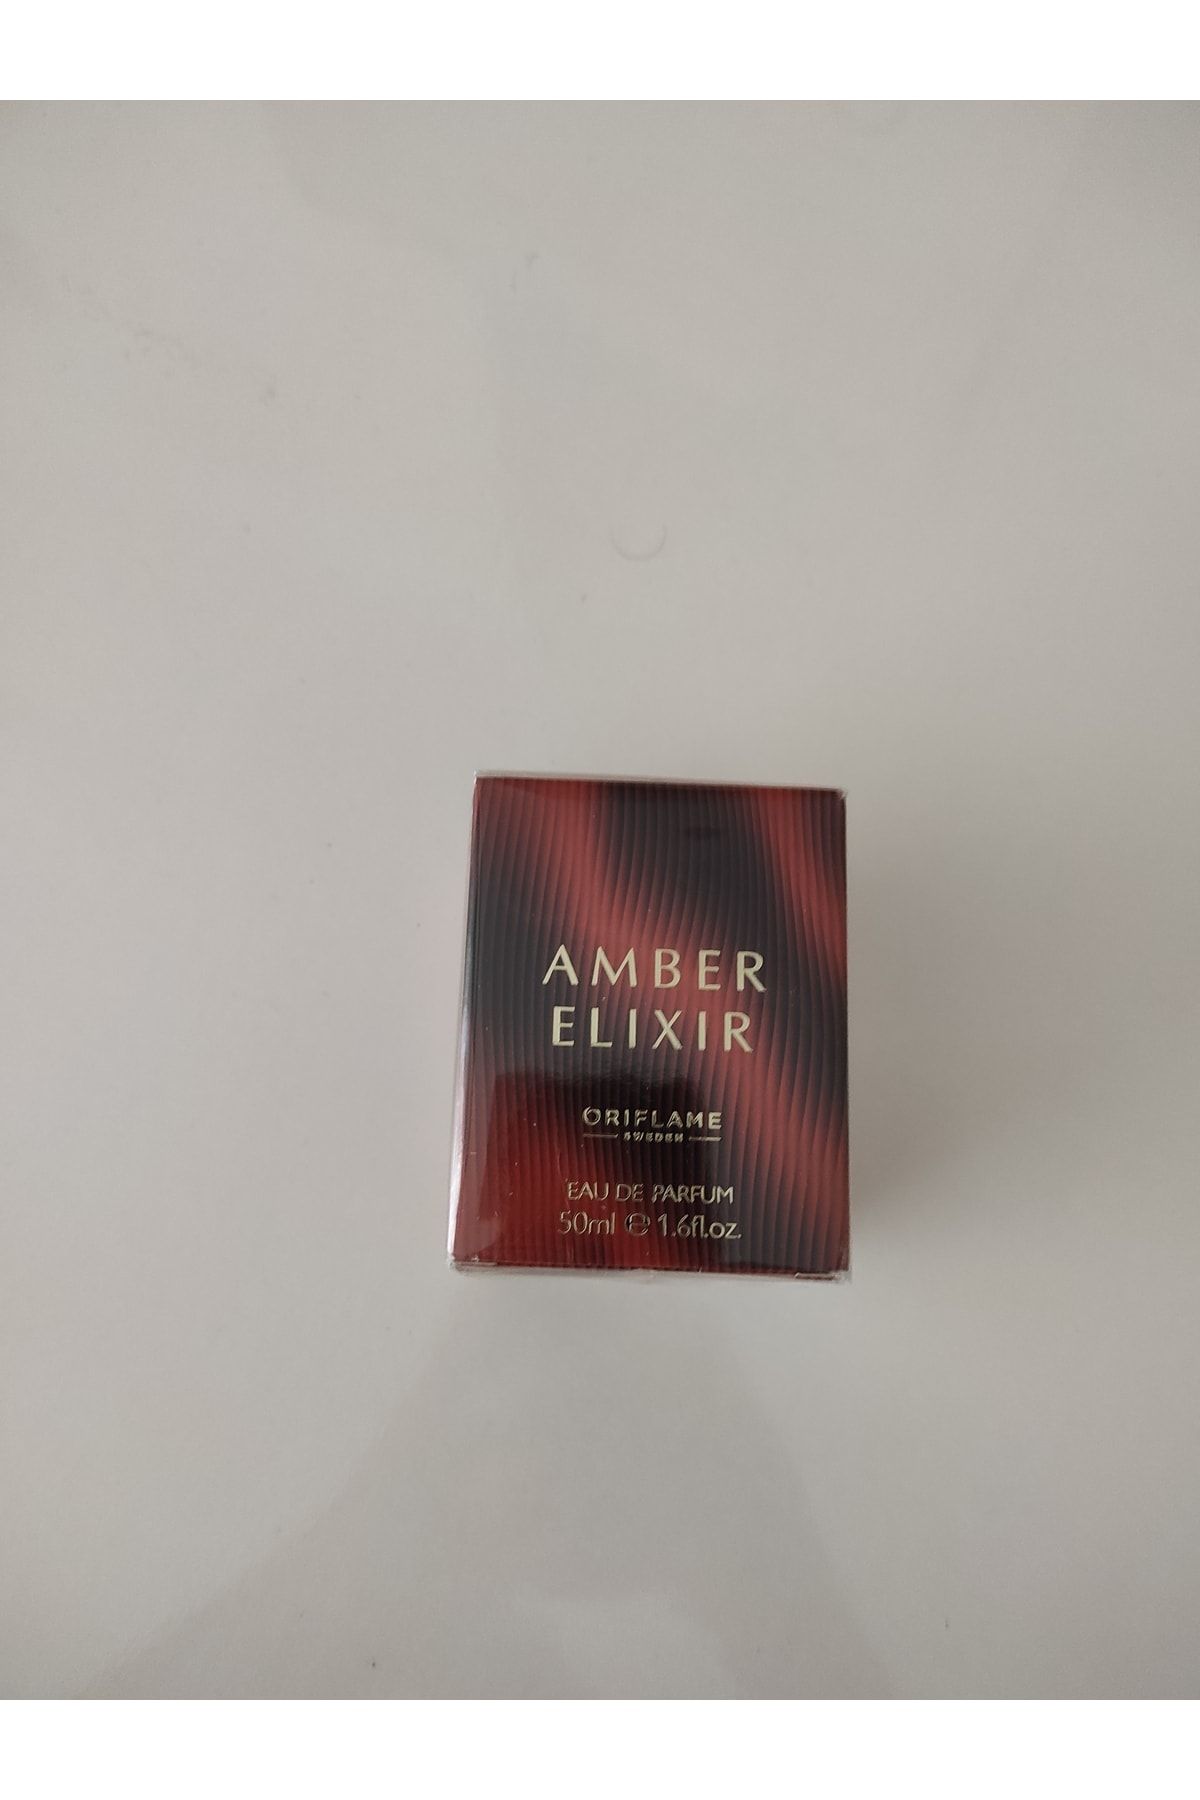 AMBER
ELIXIR
ORIFLAME
SWEDEN
EAU DE PARFUM
50ml ℮ 1.6fl.oz.